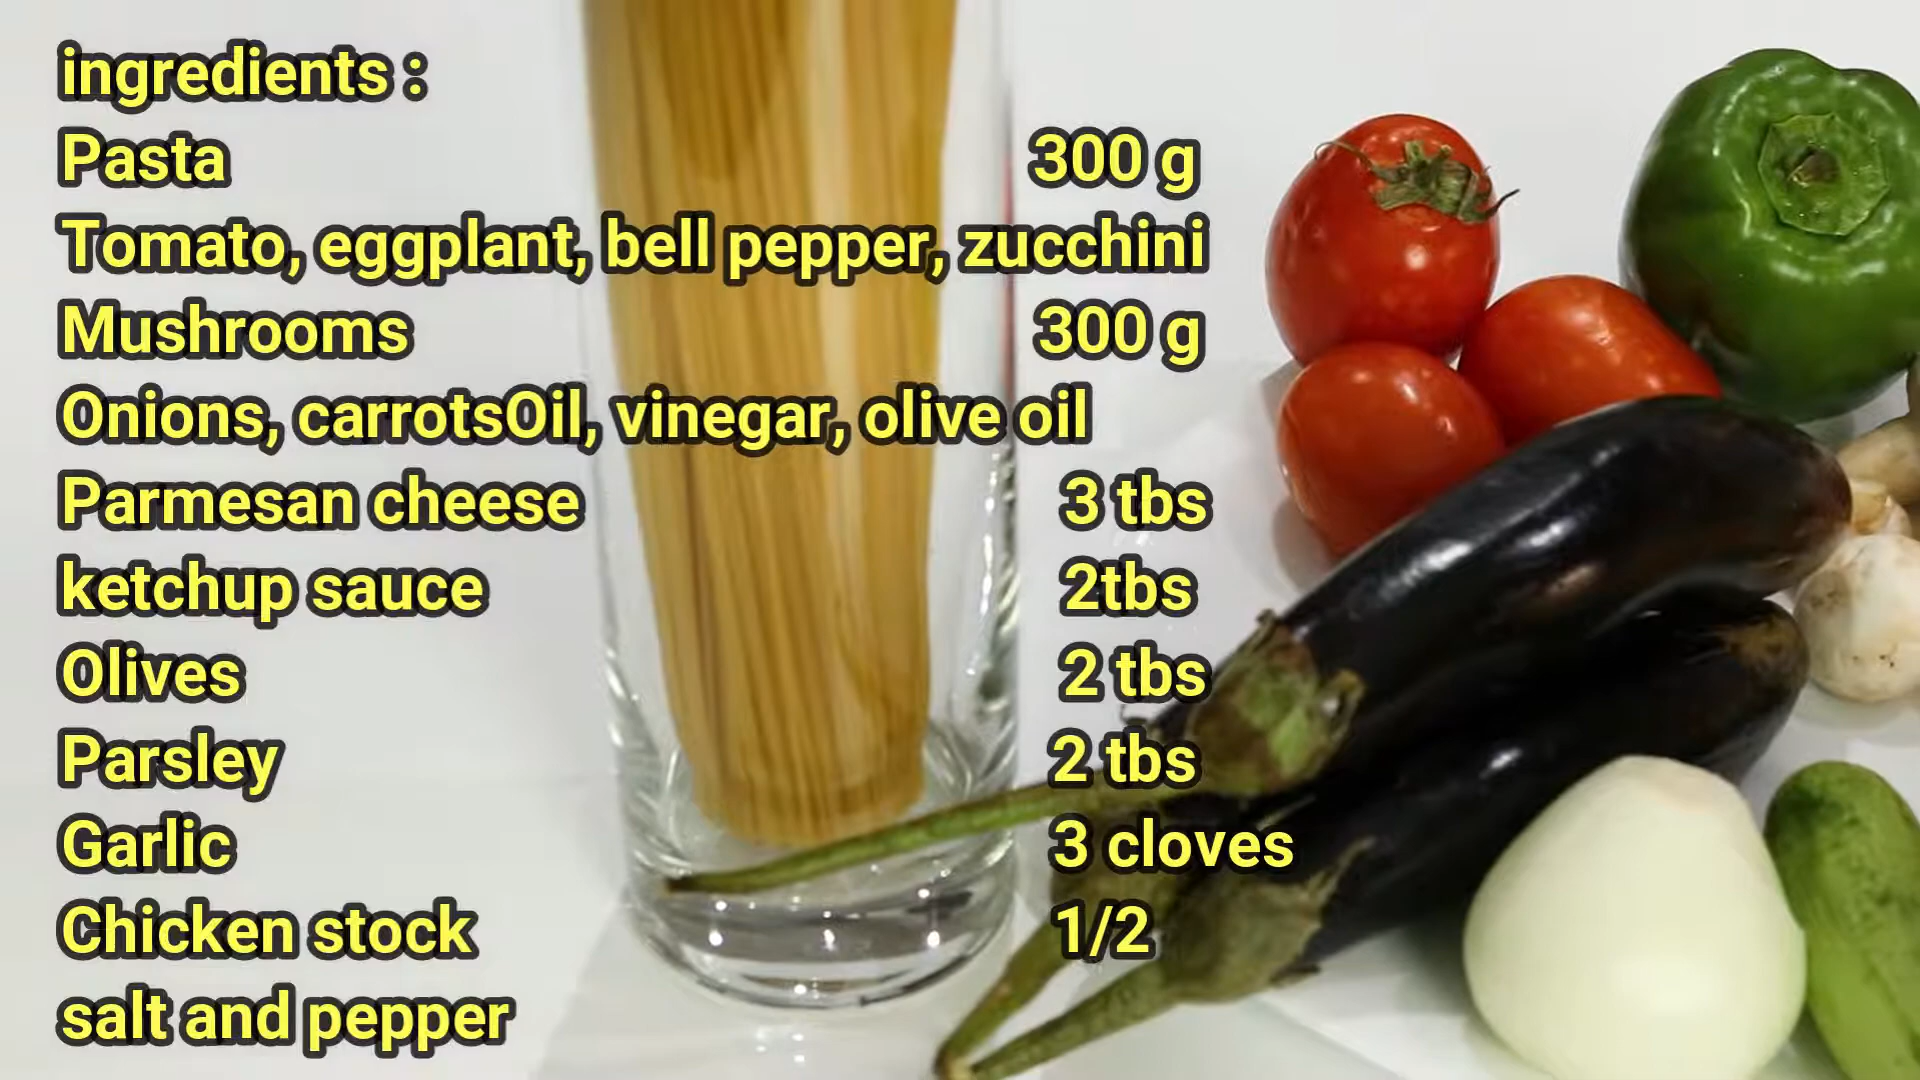 ingredients :
Pasta 300 g
Tomato, eggplant, bell pepper, zucchini
Mushrooms 300 g
Onions, carrotsOil, vinegar, olive oil
Parmesan cheese 3 tbs
ketchup sauce 2tbs
Olives 2 tbs
Parsley 2 tbs
Garlic 3 cloves
Chicken stock 1/2
salt and pepper